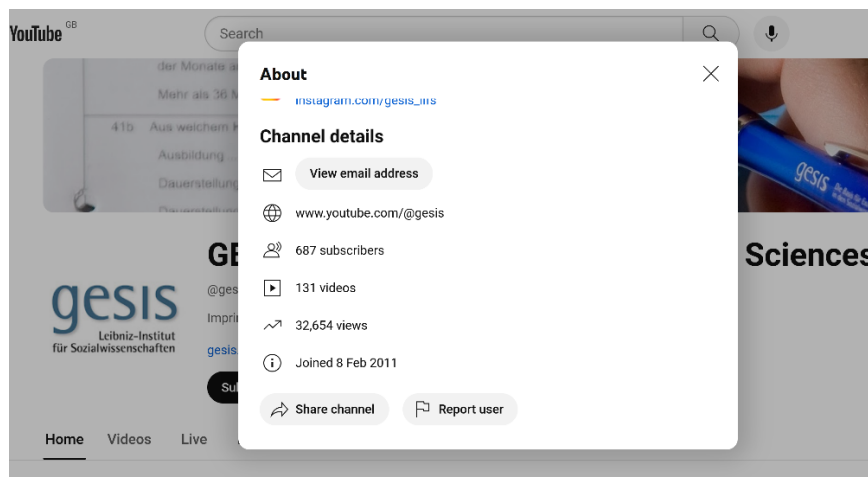 YouTube GB
Search
der Monate
Mehr als 36 M
41b Aus welchem
Ausbildung
Dauerstellung
gesis
About
instagram.com/gesis_lifs
Channel details
View email address
www.youtube.com/@gesis
687 subscribers
131 videos
32,654 views
Joined 8 Feb 2011
Share channel
Report user
GE
Sciences
@ges
Imprin
gesis.
Su
gesis
Leibniz-Institut
für Sozialwissenschaften
Home Videos Live